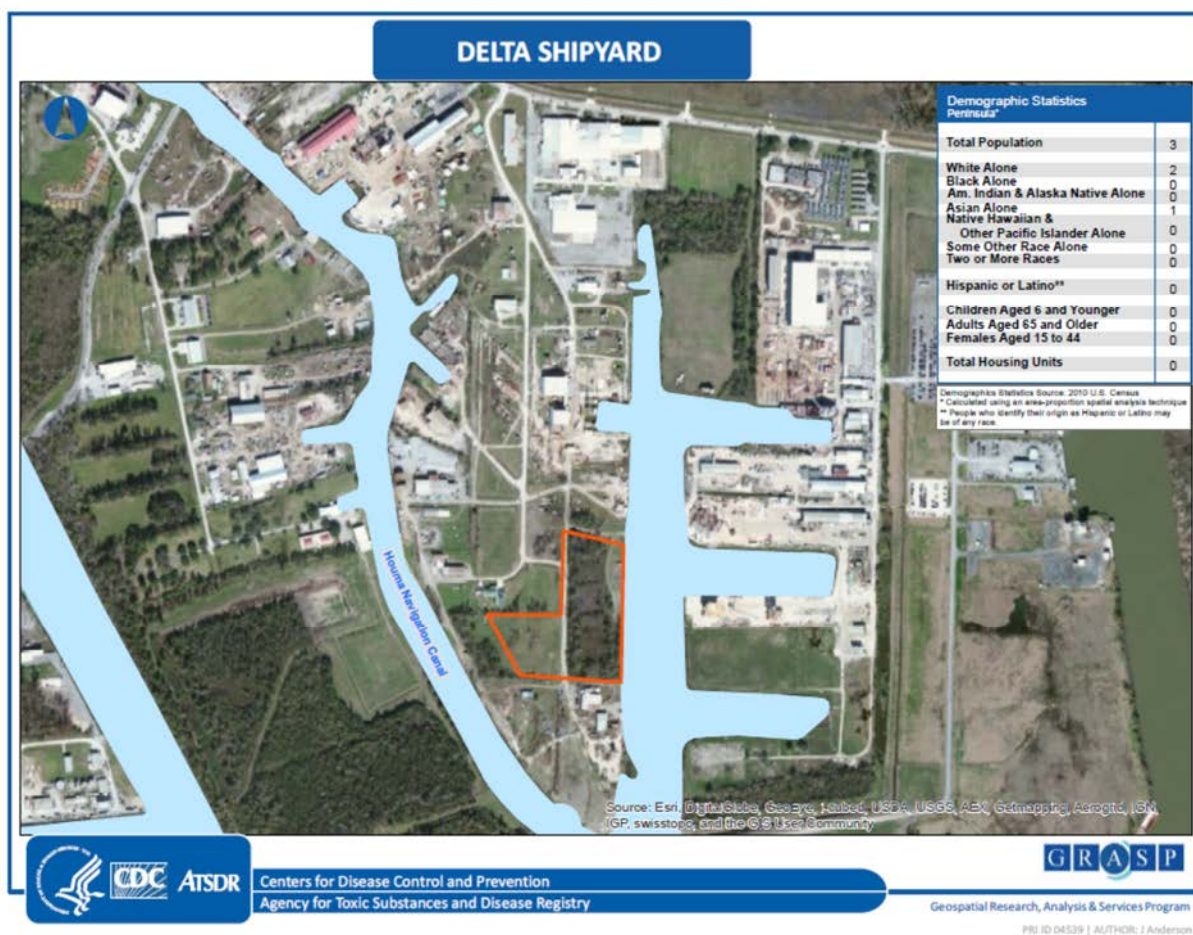 DELTA SHIPYARD
Demographic Statistics
Peninsula*
Total Population 3
White Alone 2
Black Alone 0
Am. Indian & Alaska Native Alone 0
Asian Alone 1
Native Hawaiian &
Other Pacific Islander Alone 0
Some Other Race Alone 0
Two or More Races 0
Hispanic or Latino** 0
Children Aged 6 and Younger 0
Adults Aged 65 and Older 0
Females Aged 15 to 44 0
Total Housing Units 0
Demographics Statistics Source: 2010 U.S. Census
* Calculated using an area-proportion spatial analysis technique
** People who identify their origin as Hispanic or Latino may
be of any race.
Houma Navigation Canal
Source: Esri, DigitalGlobe, GeoEye, i-cubed, USDA, USGS, AEX, Getmapping, Aerogrid, IGN,
IGP, swisstopo, and the GIS User Community
CDC ATSDR
Centers for Disease Control and Prevention
Agency for Toxic Substances and Disease Registry
GRASP
Geospatial Research, Analysis & Services Program
PRJ ID 04539 | AUTHOR: J Anderson